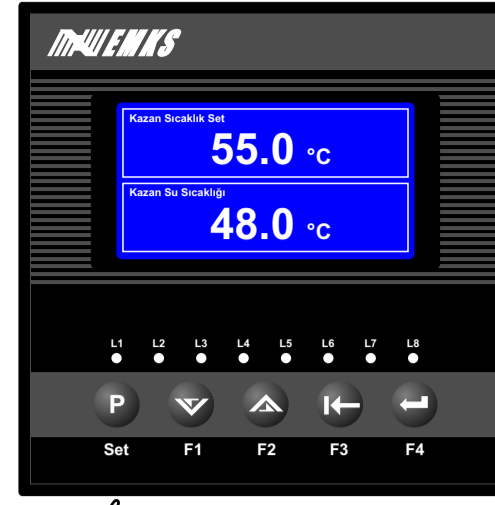 EMKS
Kazan Sıcaklık Set
55.0 °C
Kazan Su Sıcaklığı
48.0 °C
L1 L2 L3 L4 L5 L6 L7 L8
P
Set F1 F2 F3 F4